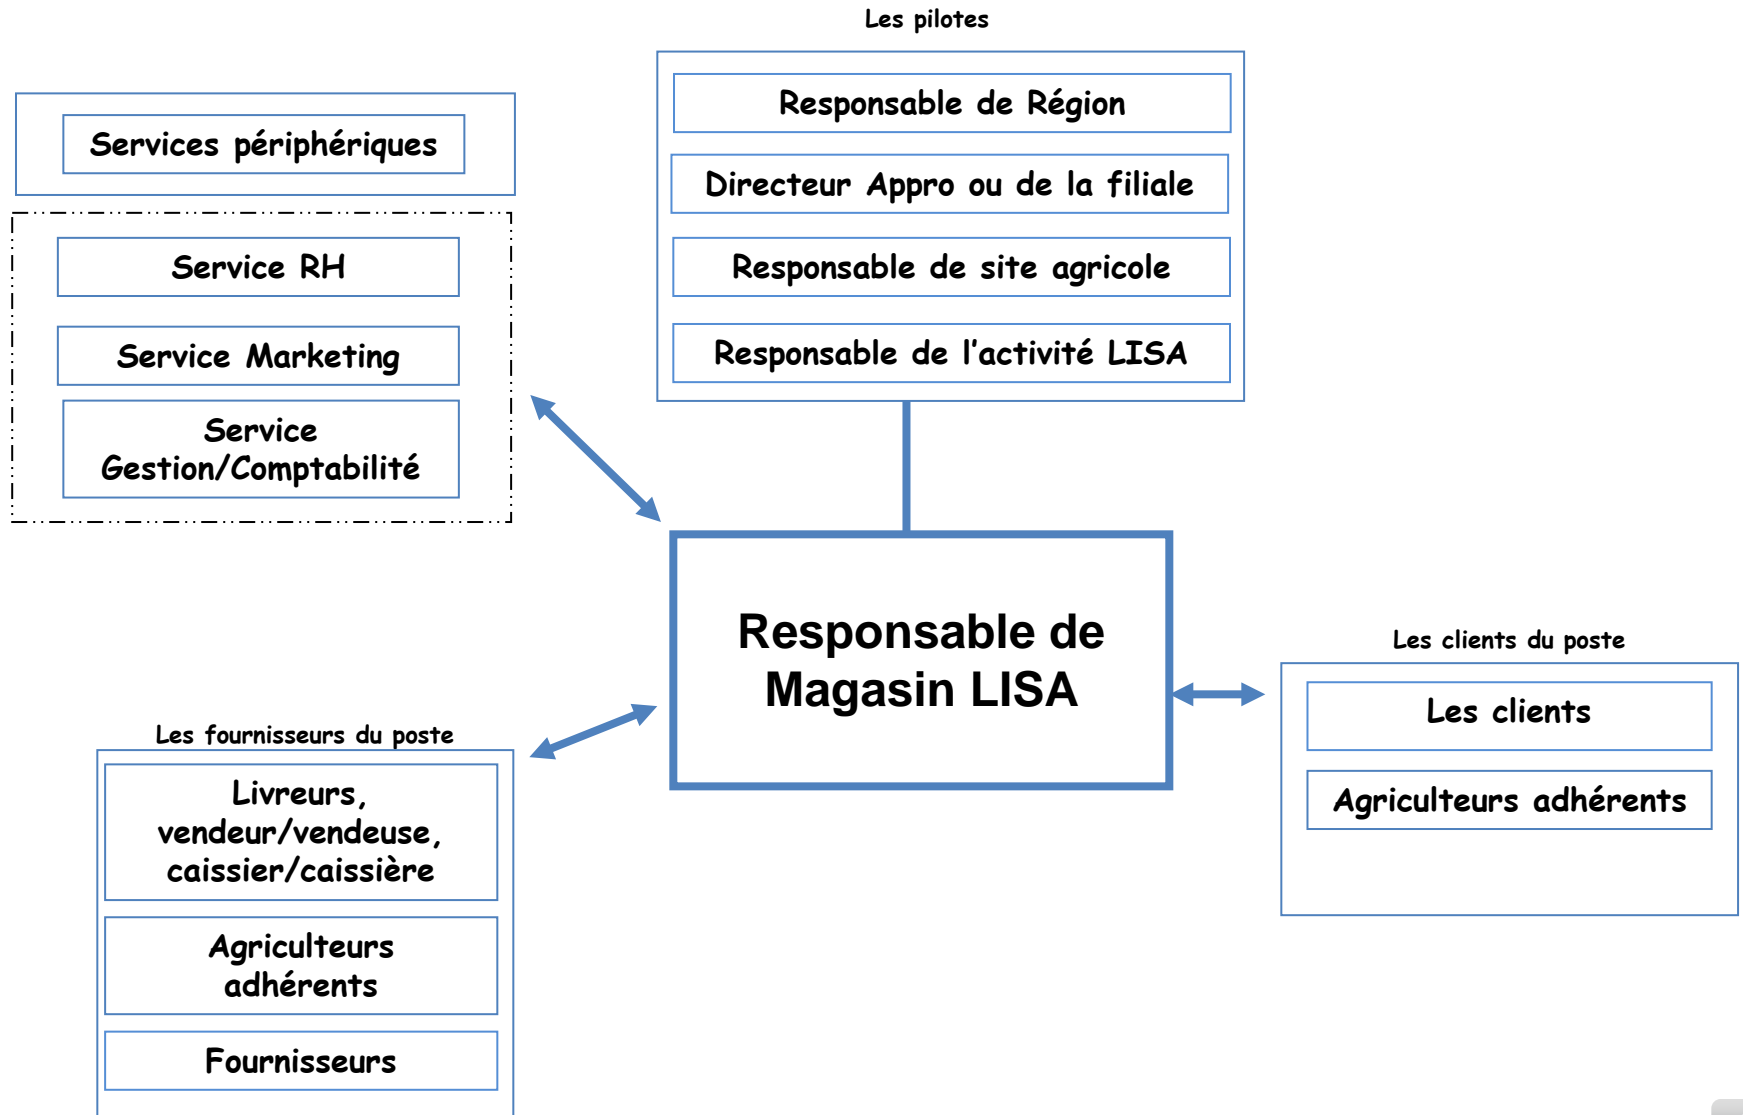 Les pilotes
Responsable de Région
Directeur Appro ou de la filiale
Responsable de site agricole
Responsable de l'activité LISA
Services périphériques
Service RH
Service Marketing
Service
Gestion/Comptabilité
Responsable de
Magasin LISA
Les clients du poste
Les clients
Agriculteurs adhérents
Les fournisseurs du poste
Livreurs,
vendeur/vendeuse,
caissier/caissière
Agriculteurs
adhérents
Fournisseurs